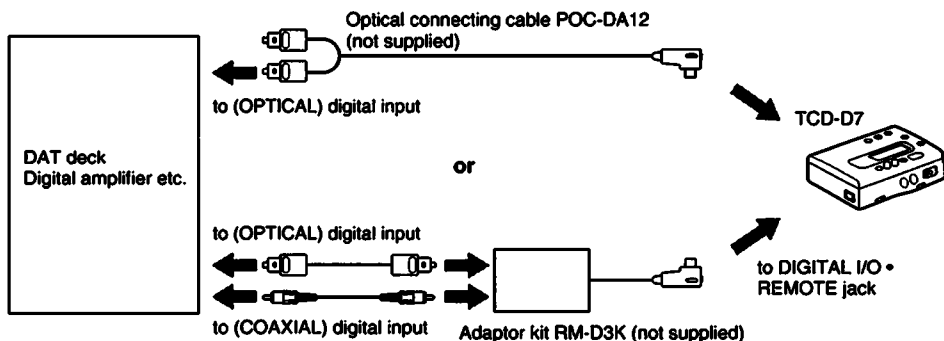 Optical connecting cable POC-DA12
(not supplied)
to (OPTICAL) digital input
TCD-D7
DAT deck
Digital amplifier etc.
or
to (OPTICAL) digital input
to DIGITAL I/O •
REMOTE jack
to (COAXIAL) digital input
Adaptor kit RM-D3K (not supplied)